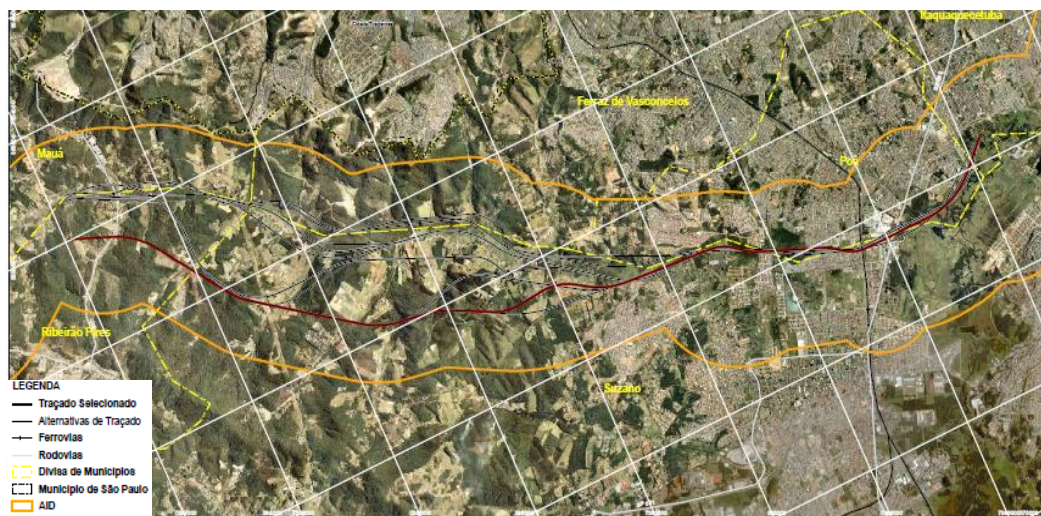 Itaquaquecetuba
Ferraz de Vasconcelos
Mauá
Poá
Ribeirão Pires
Suzano
LEGENDA
Traçado Selecionado
Alternativas de Traçado
Ferrovias
Rodovias
Divisa de Municípios
Município de São Paulo
AID